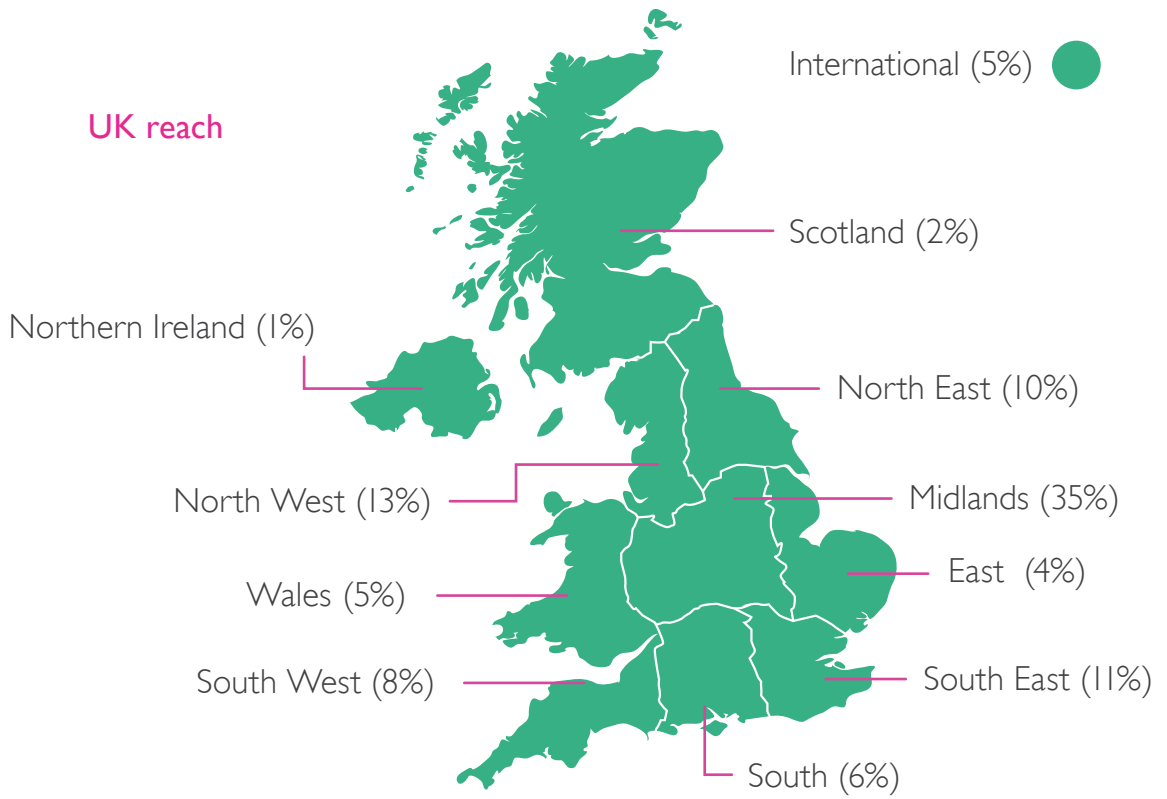 International (5%)
UK reach
Scotland (2%)
Northern Ireland (1%)
North East (10%)
North West (13%)
Midlands (35%)
East (4%)
Wales (5%)
South West (8%)
South East (11%)
South (6%)